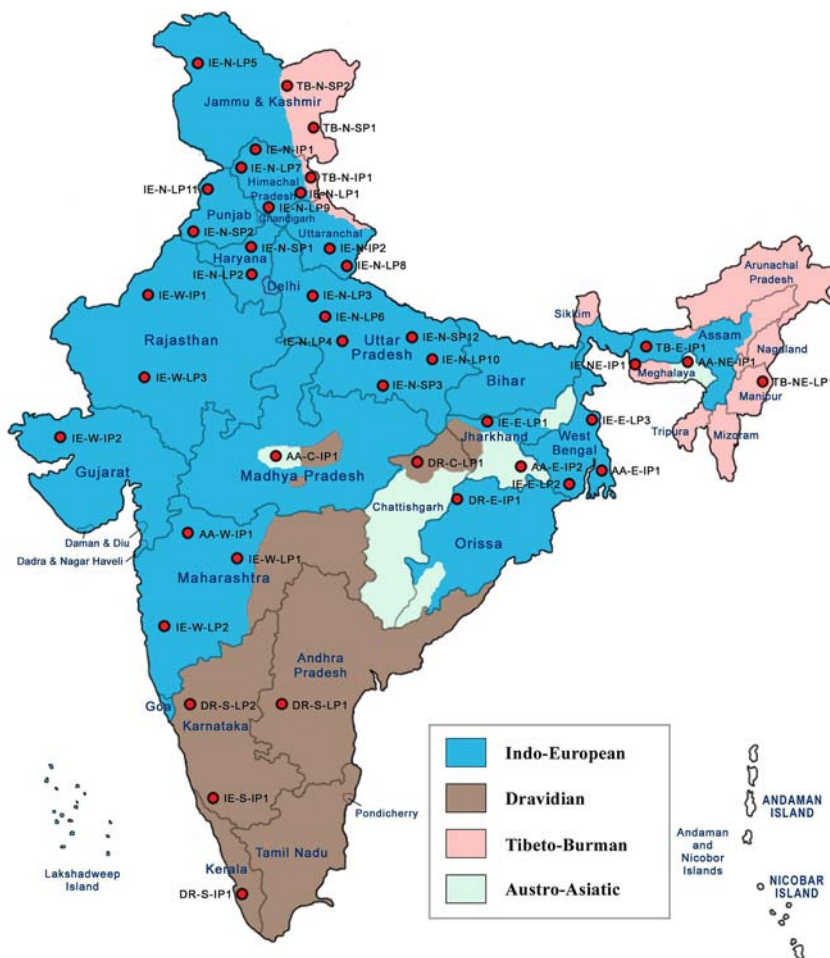 IE-N-LP5
TB-N-SP2
Jammu & Kashmir
TB-N-SP1
IE-N-IP1
IE-N-LP7
TB-N-IP1
Himachal
Pradesh
IE-N-LP11
IE-N-LP1
IE-N-LP9
Punjab
Chandigarh
IE-N-SP2
Uttaranchal
IE-N-SP1
IE-N-IP2
Haryana
IE-N-LP8
IE-N-LP2
Delhi
Arunachal
Pradesh
IE-W-IP1
IE-N-LP3
Sikkim
IE-N-LP6
Assam
Rajasthan
IE-N-LP4
Uttar
Pradesh
IE-N-SP12
TB-E-IP1
Nagaland
IE-N-LP10
IE-NE-IP1
AA-NE-IP1
Meghalaya
IE-W-LP3
Bihar
IE-N-SP3
TB-NE-LP1
Manipur
IE-E-LP1
IE-E-LP3
Tripura
Mizoram
IE-W-IP2
Jharkhand
West
Bengal
AA-C-IP1
DR-C-LP1
AA-E-IP2
AA-E-IP1
Gujarat
Madhya Pradesh
IE-E-LP2
DR-E-IP1
Chattishgarh
Daman & Diu
AA-W-IP1
Orissa
Dadra & Nagar Haveli
IE-W-LP1
Maharashtra
IE-W-LP2
Andhra
Pradesh
Goa
DR-S-LP2
DR-S-LP1
Karnataka
Indo-European
Dravidian
Tibeto-Burman
Austro-Asiatic
IE-S-IP1
Pondicherry
ANDAMAN
ISLAND
Andaman
and
Nicobor
Islands
Lakshadweep
Island
Kerala
Tamil Nadu
DR-S-IP1
NICOBAR
ISLAND